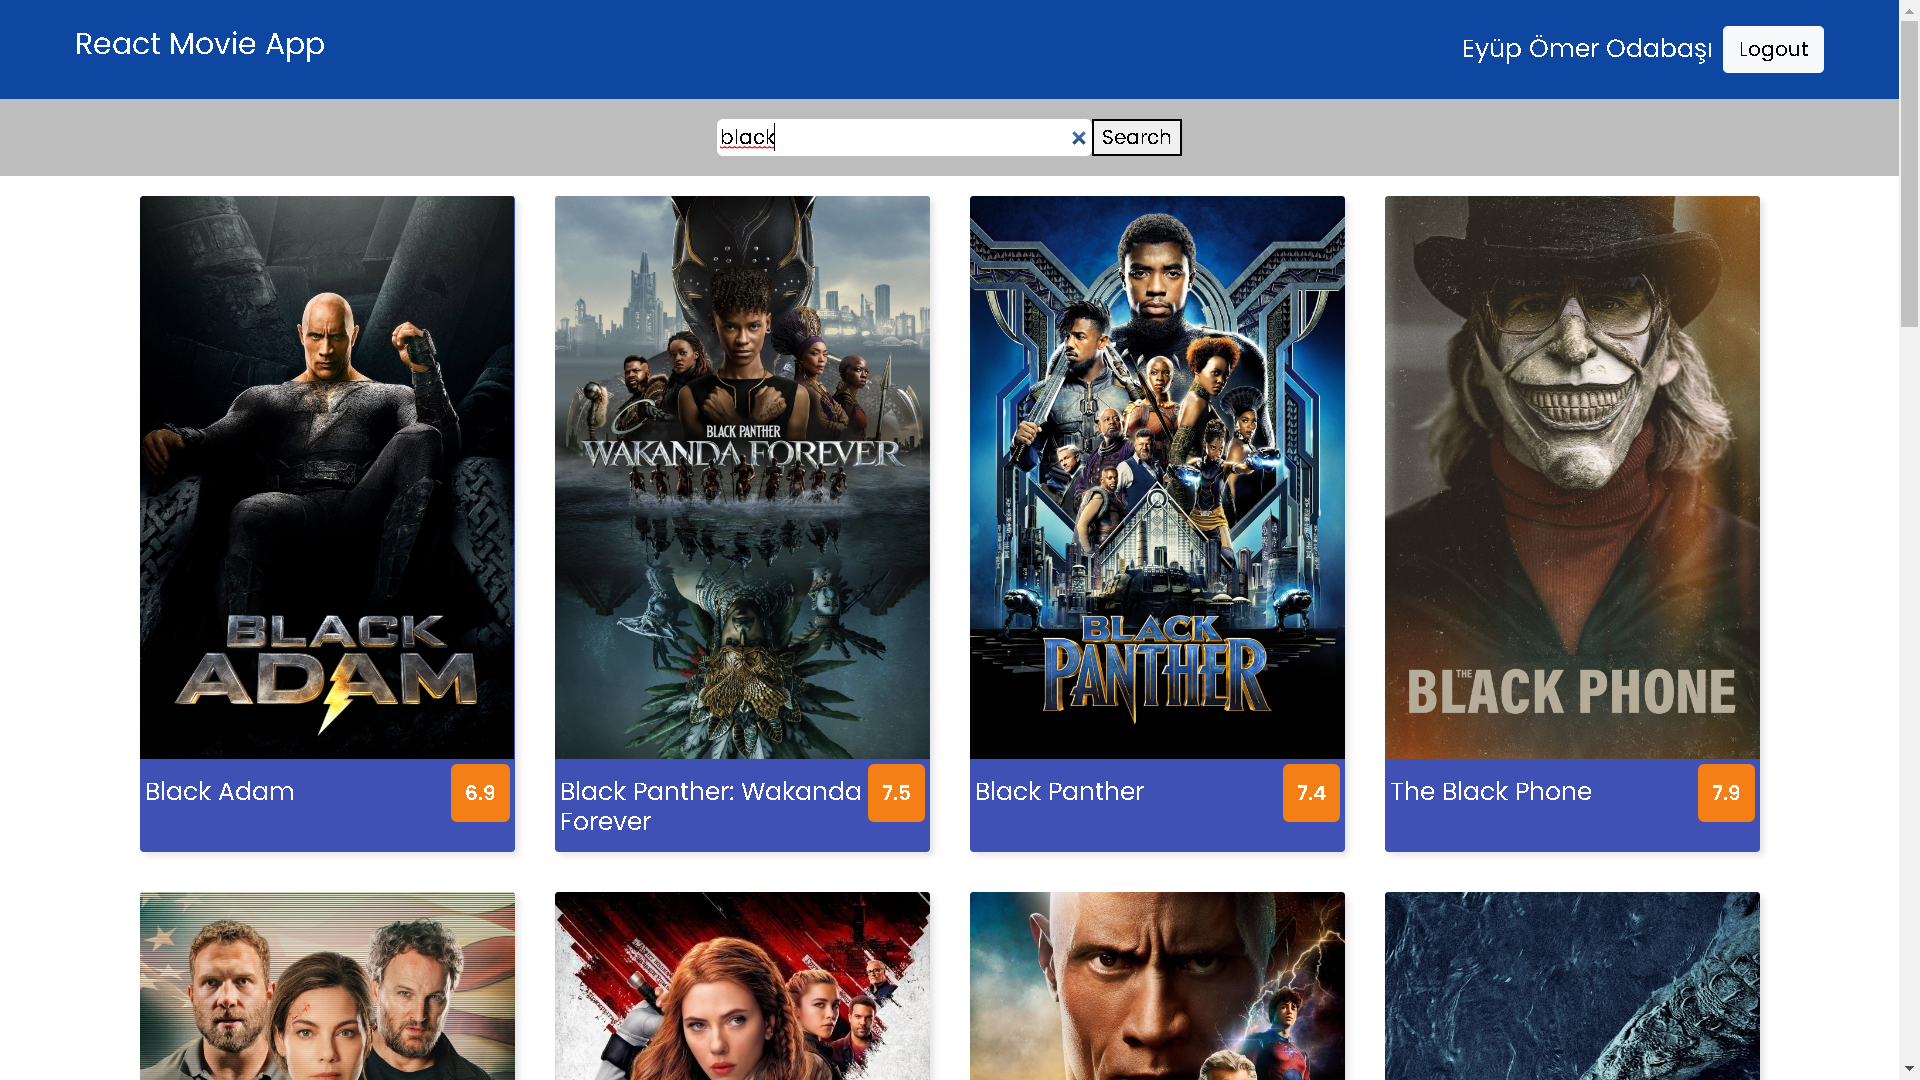 React Movie App
Eyüp Ömer Odabaşı
Logout
black
Search
BLACK
ADAM
BLACK PANTHER
WAKANDA FOREVER
BLACK
PANTHER
THE
BLACK PHONE
Black Adam
6.9
Black Panther: Wakanda
Forever
7.5
Black Panther
7.4
The Black Phone
7.9